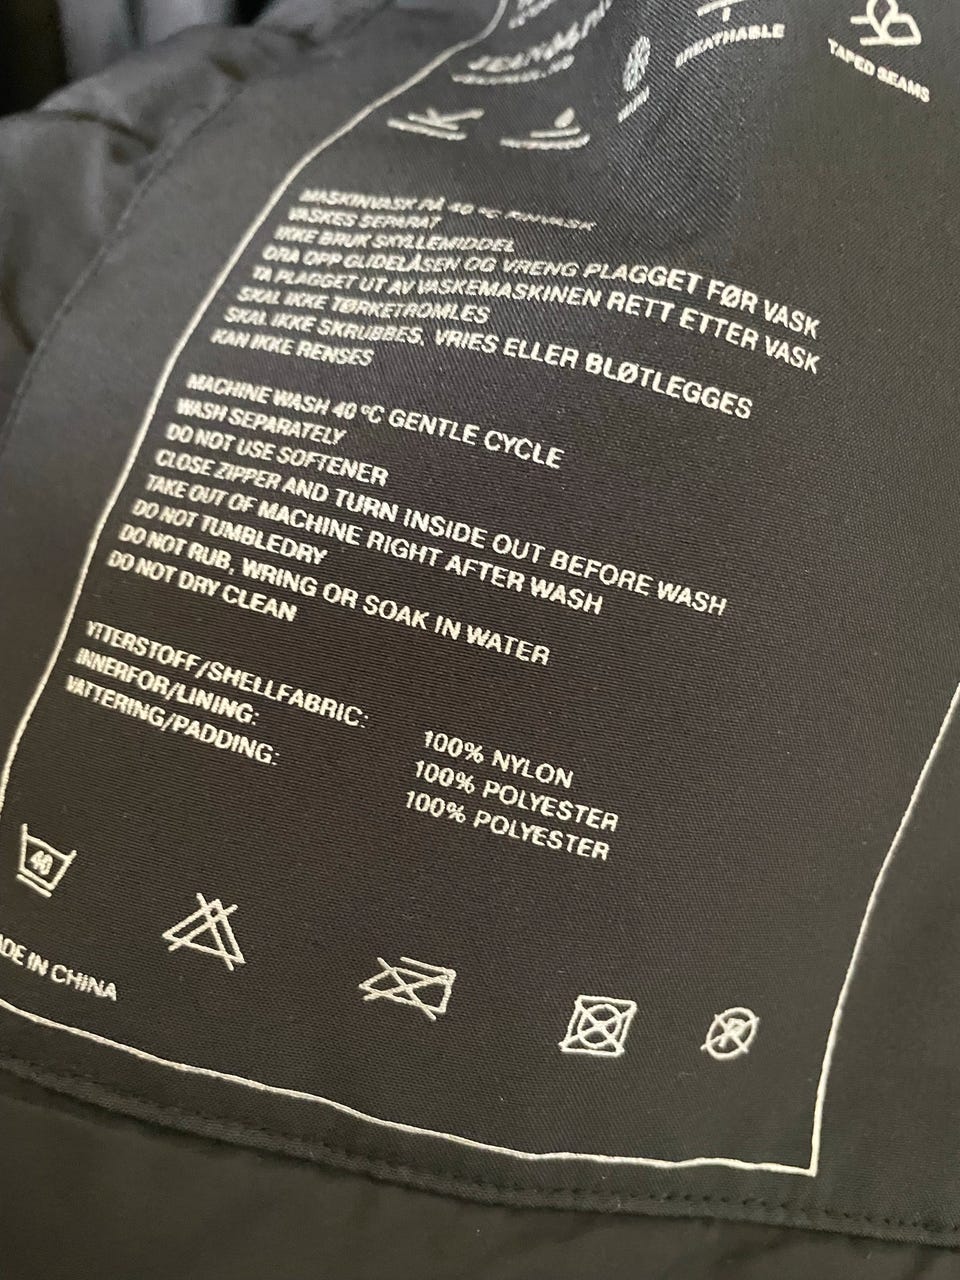 BREATHABLE
TAPED SEAMS
MASKINVASK PÅ 40 ºC FINVASK
VASKES SEPARAT
IKKE BRUK SKYLLEMIDDEL
DRA OPP GLIDELÅSEN OG VRENG PLAGGET FØR VASK
TA PLAGGET UT AV VASKEMASKINEN RETT ETTER VASK
SKAL IKKE TØRKETROMLES
SKAL IKKE SKRUBBES, VRIES ELLER BLØTLEGGES
KAN IKKE RENSES
MACHINE WASH 40 ºC GENTLE CYCLE
WASH SEPARATELY
DO NOT USE SOFTENER
CLOSE ZIPPER AND TURN INSIDE OUT BEFORE WASH
TAKE OUT OF MACHINE RIGHT AFTER WASH
DO NOT TUMBLEDRY
DO NOT RUB, WRING OR SOAK IN WATER
DO NOT DRY CLEAN
YTTERSTOFF/SHELLFABRIC: 100% NYLON
INNERFOR/LINING: 100% POLYESTER
VATTERING/PADDING: 100% POLYESTER
40
P
ADE IN CHINA